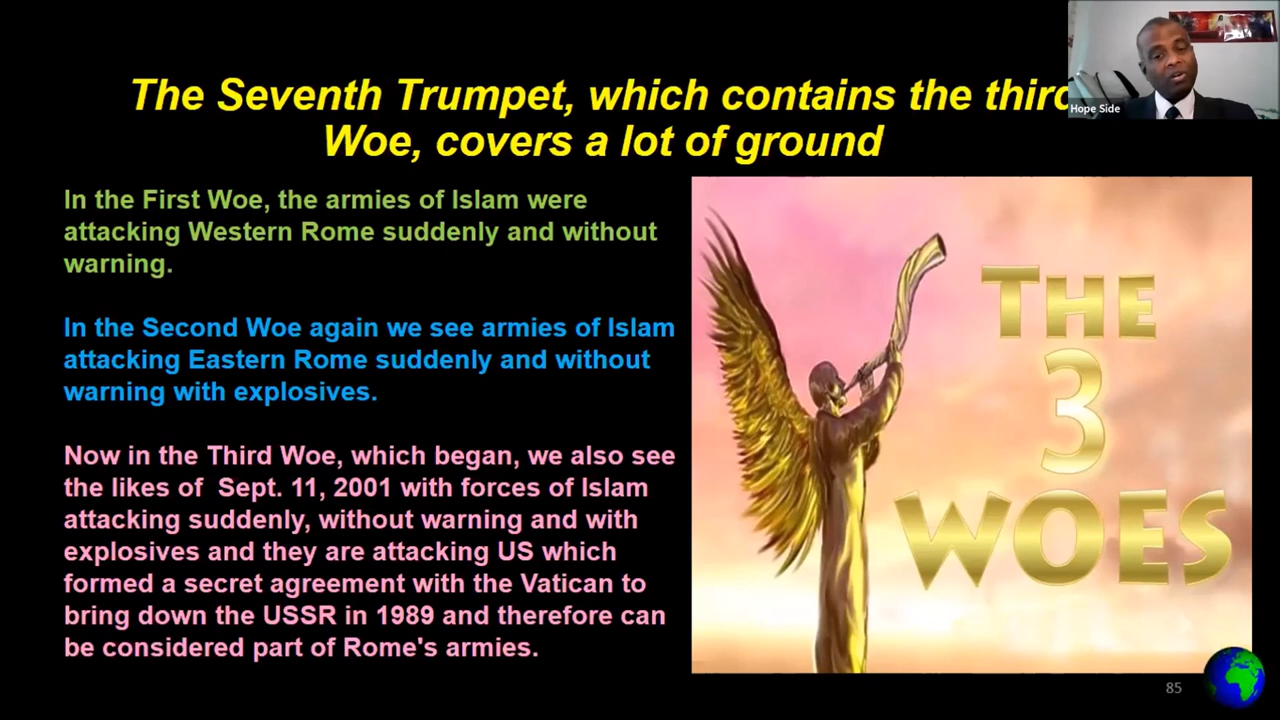 The Seventh Trumpet, which contains the third
Woe, covers a lot of ground
Hope Side
In the First Woe, the armies of Islam were
attacking Western Rome suddenly and without
warning.
In the Second Woe again we see armies of Islam
attacking Eastern Rome suddenly and without
warning with explosives.
Now in the Third Woe, which began, we also see
the likes of Sept. 11, 2001 with forces of Islam
attacking suddenly, without warning and with
explosives and they are attacking US which
formed a secret agreement with the Vatican to
bring down the USSR in 1989 and therefore can
be considered part of Rome's armies.
THE
3
WOES
85